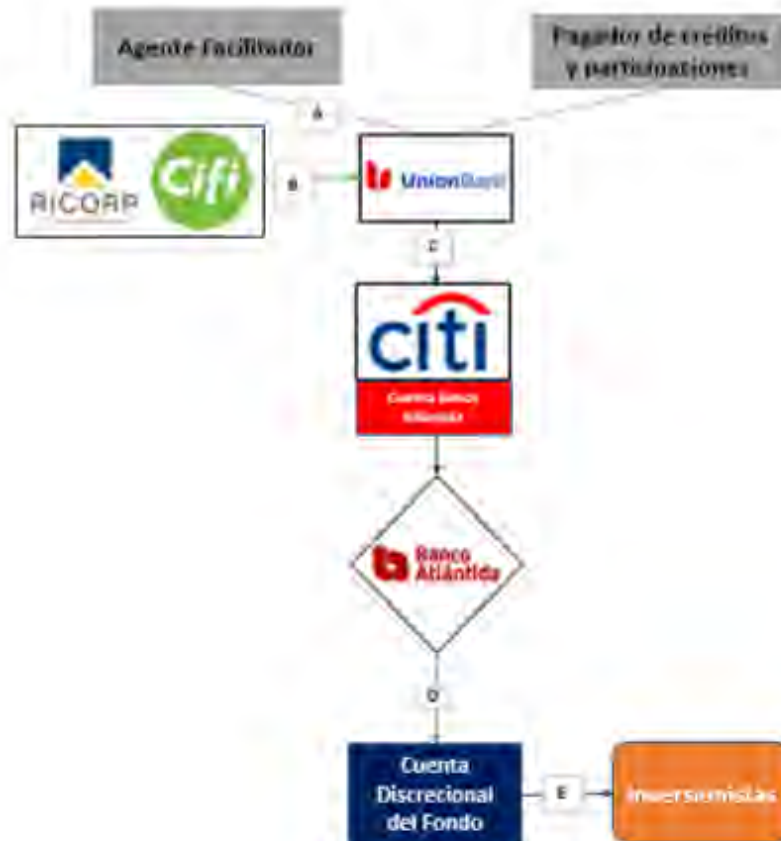 Agente Facilitador
Pagador de créditos
y participaciones
A
RICORP
Cifi
B
UnionBank
C
citi
Cuenta Banco
Atlántida
Banco
Atlántida
D
Cuenta
Discrecional
del Fondo
E
Inversionistas